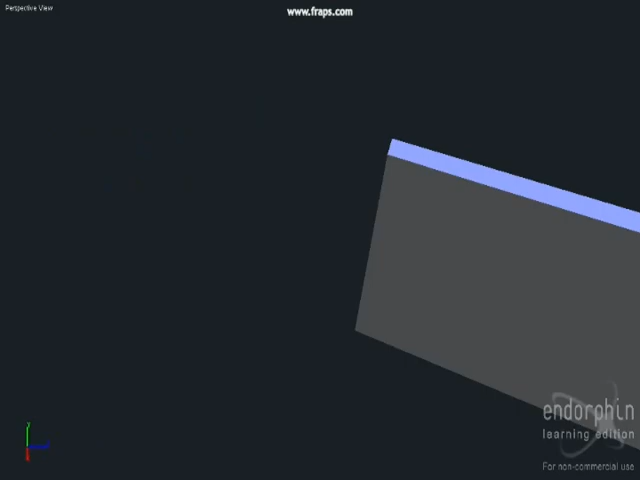 Perspective View
www.fraps.com
endorphin
learning edition
For non-commercial use